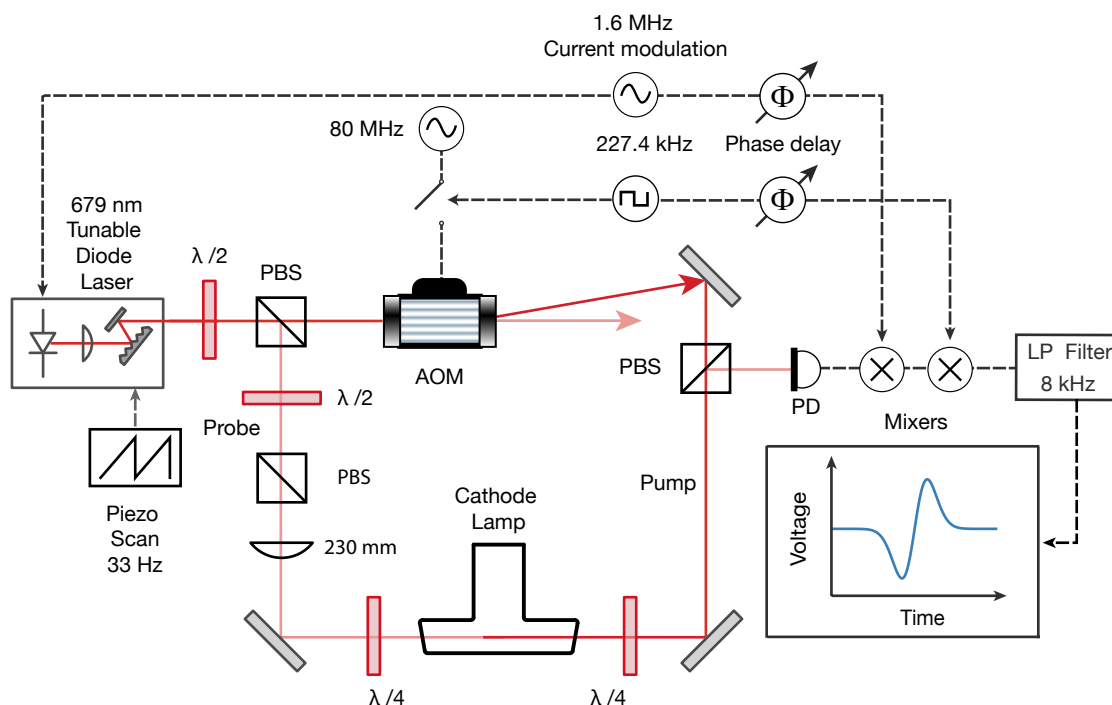 1.6 MHz
Current modulation
Φ
80 MHz
227.4 kHz
Phase delay
Φ
679 nm
Tunable
Diode
Laser
λ /2
PBS
AOM
PBS
PD
Mixers
LP Filter
8 kHz
λ /2
Probe
PBS
Piezo
Scan
33 Hz
230 mm
Cathode
Lamp
Pump
Voltage
Time
λ /4
λ /4